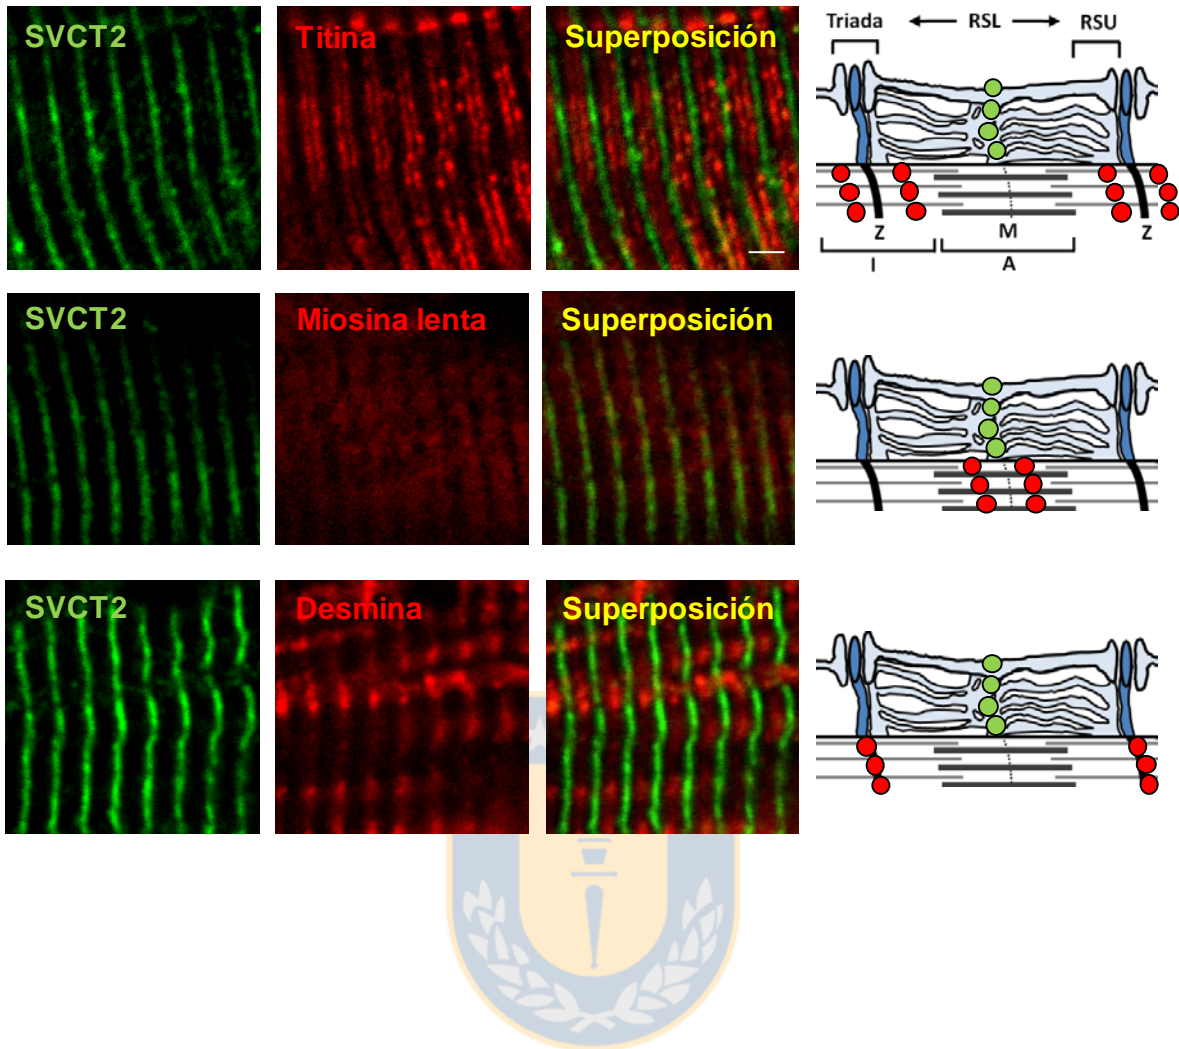 SVCT2
Titina
Superposición
Triada
RSL
RSU
Z
M
Z
I
A
SVCT2
Miosina lenta
Superposición
SVCT2
Desmina
Superposición